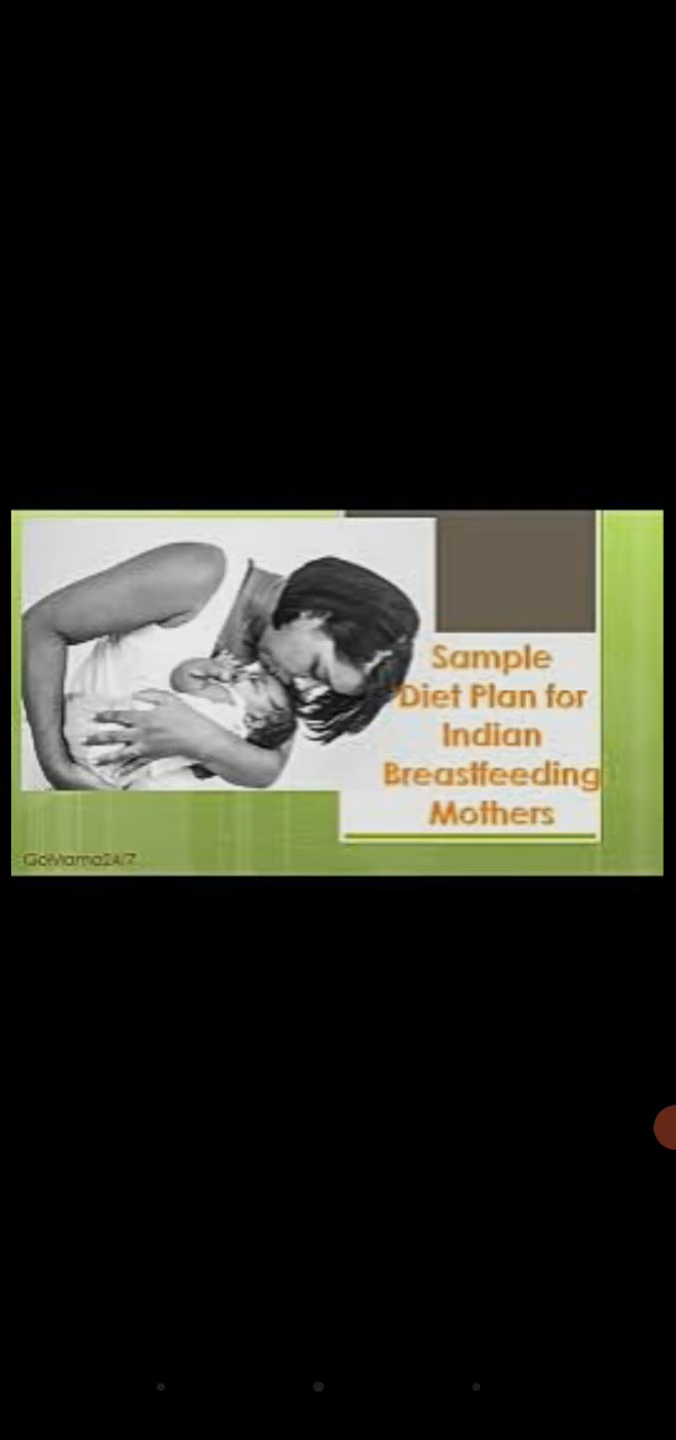 Sample
Diet Plan for
Indian
Breastfeeding
Mothers
GoMama24/7